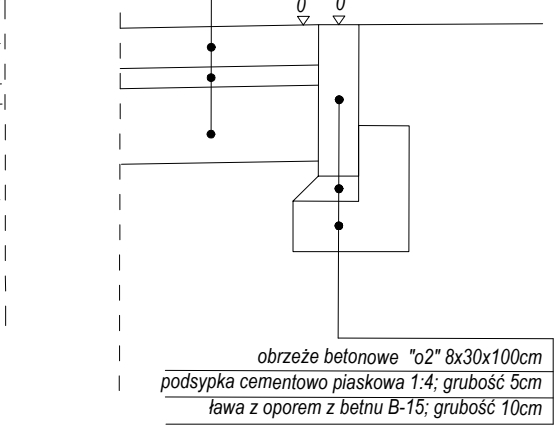 0 0
obrzeże betonowe "o2" 8x30x100cm
podsypka cementowo piaskowa 1:4; grubość 5cm
ława z oporem z betnu B-15; grubość 10cm